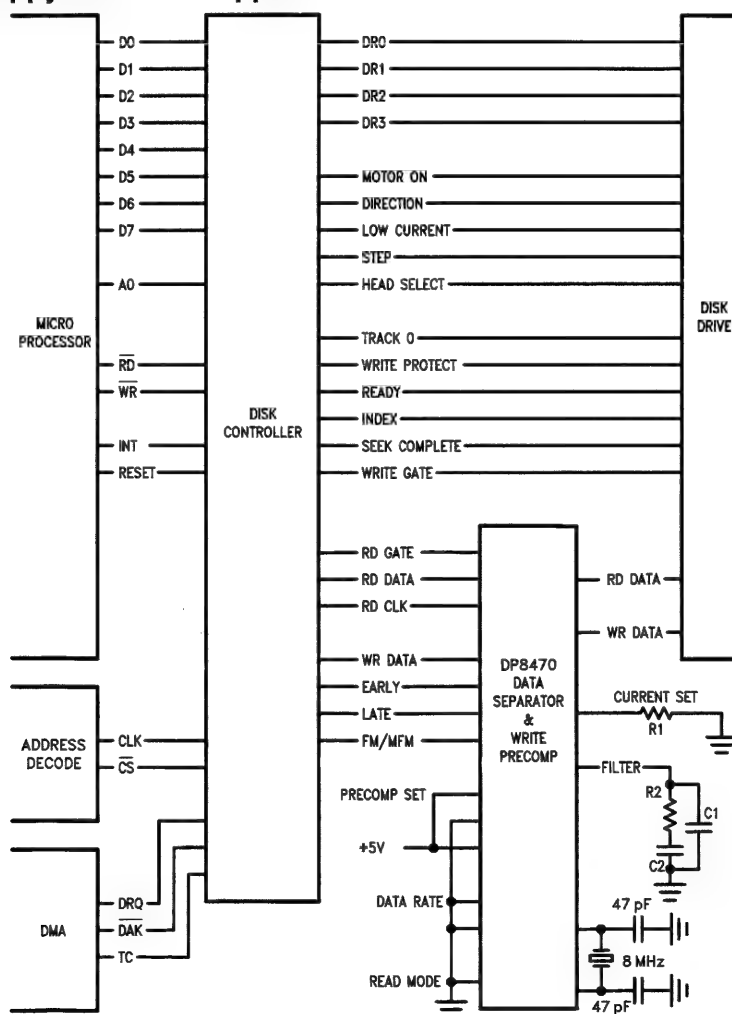 D0
D1
D2
D3
D4
D5
D6
D7
A0
MICRO
PROCESSOR
RD
WR
INT
RESET
DISK
CONTROLLER
DR0
DR1
DR2
DR3
MOTOR ON
DIRECTION
LOW CURRENT
STEP
HEAD SELECT
TRACK 0
WRITE PROTECT
READY
INDEX
SEEK COMPLETE
WRITE GATE
DISK
DRIVE
RD GATE
RD DATA
RD CLK
WR DATA
EARLY
LATE
FM/MFM
DP8470
DATA
SEPARATOR
&
WRITE
PRECOMP
RD DATA
WR DATA
CURRENT SET
R1
FILTER
R2
C1
C2
ADDRESS
DECODE
CLK
CS
PRECOMP SET
+5V
DATA RATE
READ MODE
DMA
DRQ
DAK
TC
47 pF
8 MHz
47 pF